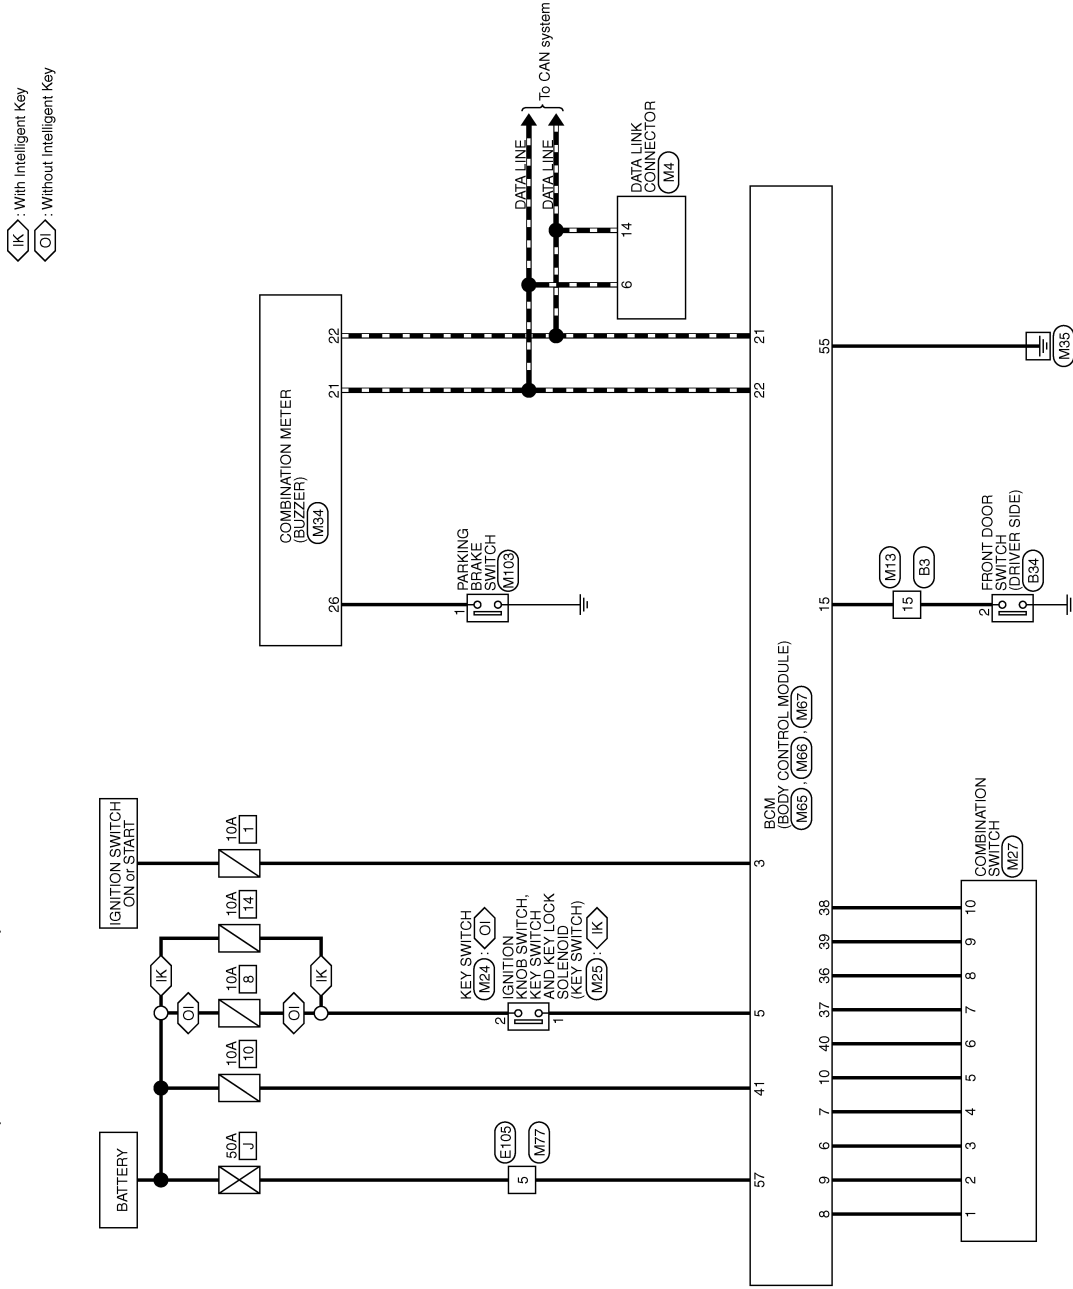 IK : With Intelligent Key
OI : Without Intelligent Key
BATTERY
IGNITION SWITCH
ON or START
50A
J
10A
10
10A
8
10A
14
10A
1
OI
OI
IK
IK
E105
M77
5
KEY SWITCH
M24 : OI
IGNITION
KNOB SWITCH,
KEY SWITCH
AND KEY LOCK
SOLENOID
(KEY SWITCH)
M25 : IK
2
1
COMBINATION METER
(BUZZER)
M34
26
21
22
PARKING
BRAKE
SWITCH
M103
1
DATA LINE
DATA LINE
To CAN system
DATA LINK
CONNECTOR
M4
6
14
57
41
5
3
22
21
BCM
(BODY CONTROL MODULE)
M65 , M66 , M67
8
9
6
7
10
40
37
36
39
38
15
55
1
2
3
4
5
6
7
8
9
10
COMBINATION
SWITCH
M27
M13
B3
15
FRONT DOOR
SWITCH
(DRIVER SIDE)
B34
2
M35